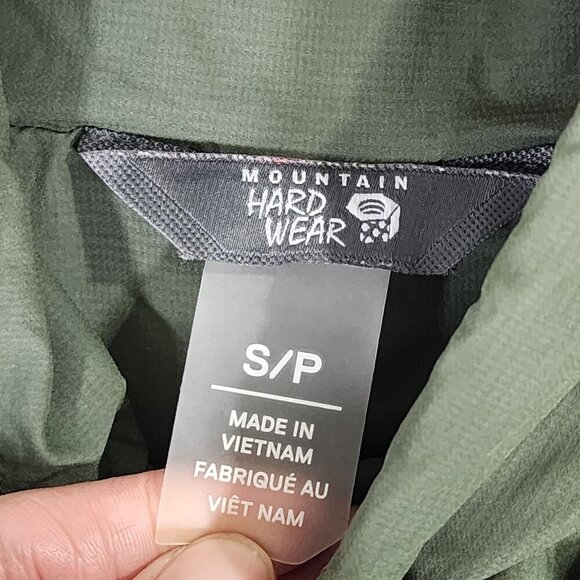 MOUNTAIN
HARD
WEAR
S/P
MADE IN
VIETNAM
FABRIQUÉ AU
VIÊT NAM